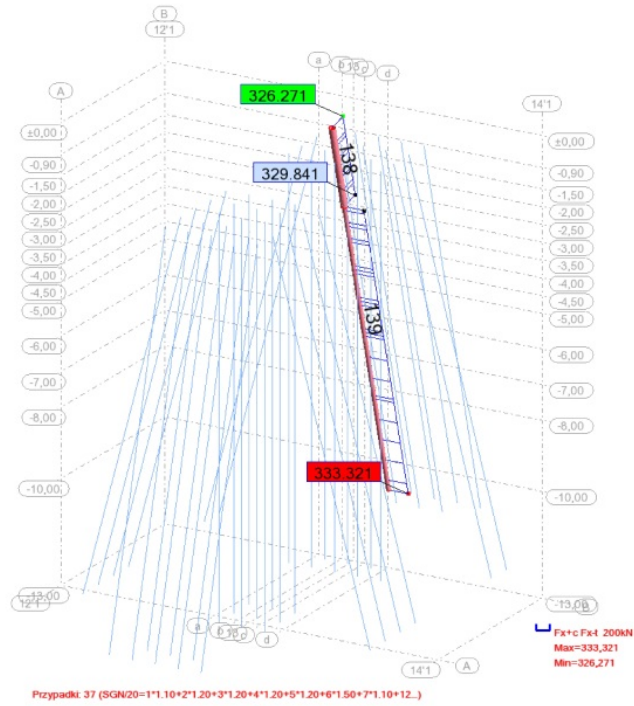 B
12'1
A
a
b
c
d
14'1
326.271
138
329.841
139
333.321
±0,00
-0,90
-1,50
-2,00
-2,50
-3,00
-3,50
-4,00
-4,50
-5,00
-6,00
-7,00
-8,00
-10,00
-13,00
12'1
±0,00
-0,90
-1,50
-2,00
-2,50
-3,00
-3,50
-4,00
-4,50
-5,00
-6,00
-7,00
-8,00
-10,00
-13,00
B
a
b
c
d
14'1
A
Fx+c Fx-t 200kN
Max=333,321
Min=326,271
Przypadki: 37 (SGN/20=1*1.10+2*1.20+3*1.20+4*1.20+5*1.20+6*1.50+7*1.10+12...)